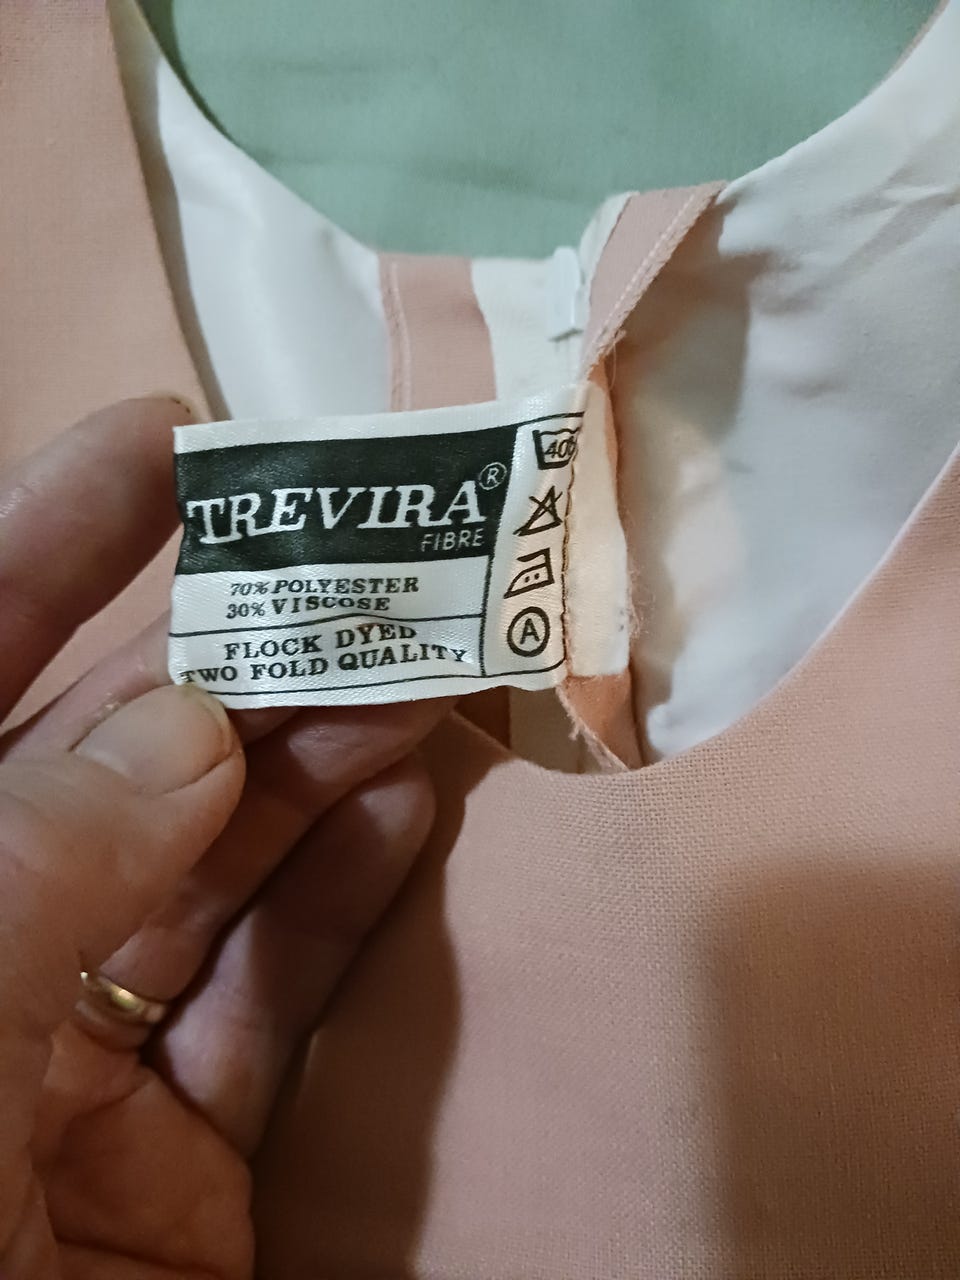 TREVIRA®
FIBRE
70% POLYESTER
30% VISCOSE
FLOCK DYED
TWO FOLD QUALITY
40°
A